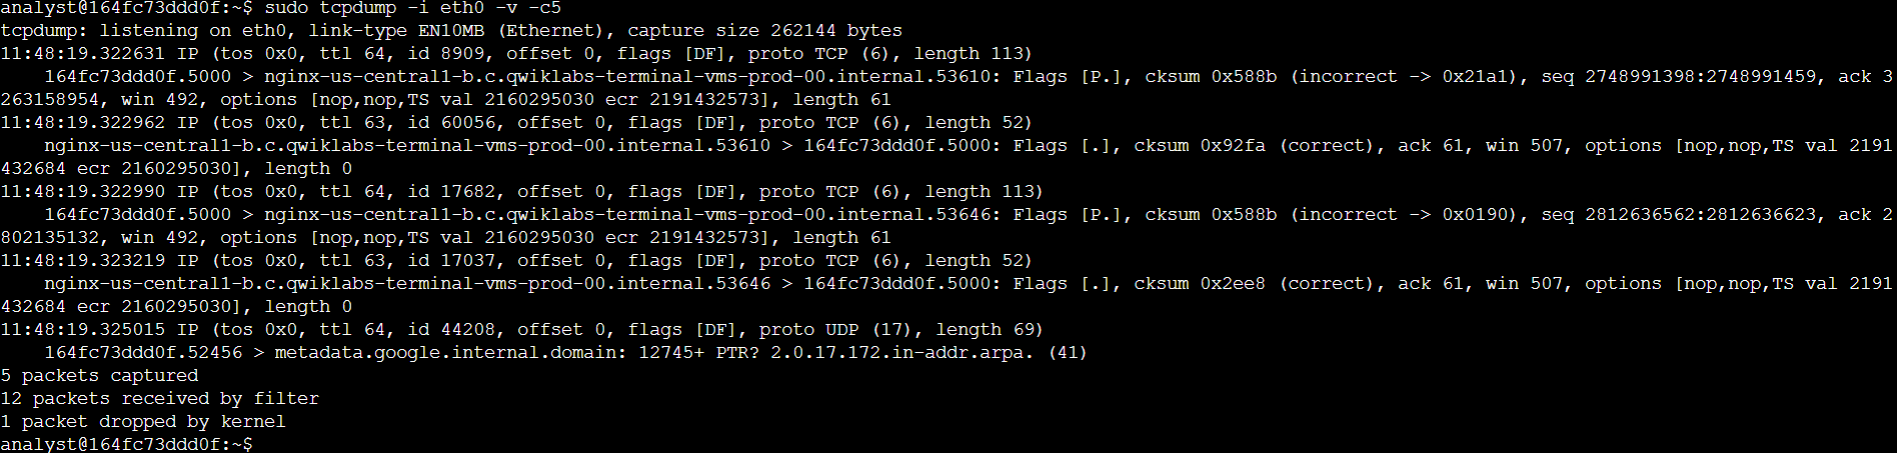 analyst@164fc73ddd0f:~$ sudo tcpdump -i eth0 -v -c5
tcpdump: listening on eth0, link-type EN10MB (Ethernet), capture size 262144 bytes
11:48:19.322631 IP (tos 0x0, ttl 64, id 8909, offset 0, flags [DF], proto TCP (6), length 113)
    164fc73ddd0f.5000 > nginx-us-central1-b.c.qwiklabs-terminal-vms-prod-00.internal.53610: Flags [P.], cksum 0x588b (incorrect -> 0x21a1), seq 2748991398:2748991459, ack 3
263158954, win 492, options [nop,nop,TS val 2160295030 ecr 2191432573], length 61
11:48:19.322962 IP (tos 0x0, ttl 63, id 60056, offset 0, flags [DF], proto TCP (6), length 52)
    nginx-us-central1-b.c.qwiklabs-terminal-vms-prod-00.internal.53610 > 164fc73ddd0f.5000: Flags [.], cksum 0x92fa (correct), ack 61, win 507, options [nop,nop,TS val 2191
432684 ecr 2160295030], length 0
11:48:19.322990 IP (tos 0x0, ttl 64, id 17682, offset 0, flags [DF], proto TCP (6), length 113)
    164fc73ddd0f.5000 > nginx-us-central1-b.c.qwiklabs-terminal-vms-prod-00.internal.53646: Flags [P.], cksum 0x588b (incorrect -> 0x0190), seq 2812636562:2812636623, ack 2
802135132, win 492, options [nop,nop,TS val 2160295030 ecr 2191432573], length 61
11:48:19.323219 IP (tos 0x0, ttl 63, id 17037, offset 0, flags [DF], proto TCP (6), length 52)
    nginx-us-central1-b.c.qwiklabs-terminal-vms-prod-00.internal.53646 > 164fc73ddd0f.5000: Flags [.], cksum 0x2ee8 (correct), ack 61, win 507, options [nop,nop,TS val 2191
432684 ecr 2160295030], length 0
11:48:19.325015 IP (tos 0x0, ttl 64, id 44208, offset 0, flags [DF], proto UDP (17), length 69)
    164fc73ddd0f.52456 > metadata.google.internal.domain: 12745+ PTR? 2.0.17.172.in-addr.arpa. (41)
5 packets captured
12 packets received by filter
1 packet dropped by kernel
analyst@164fc73ddd0f:~$